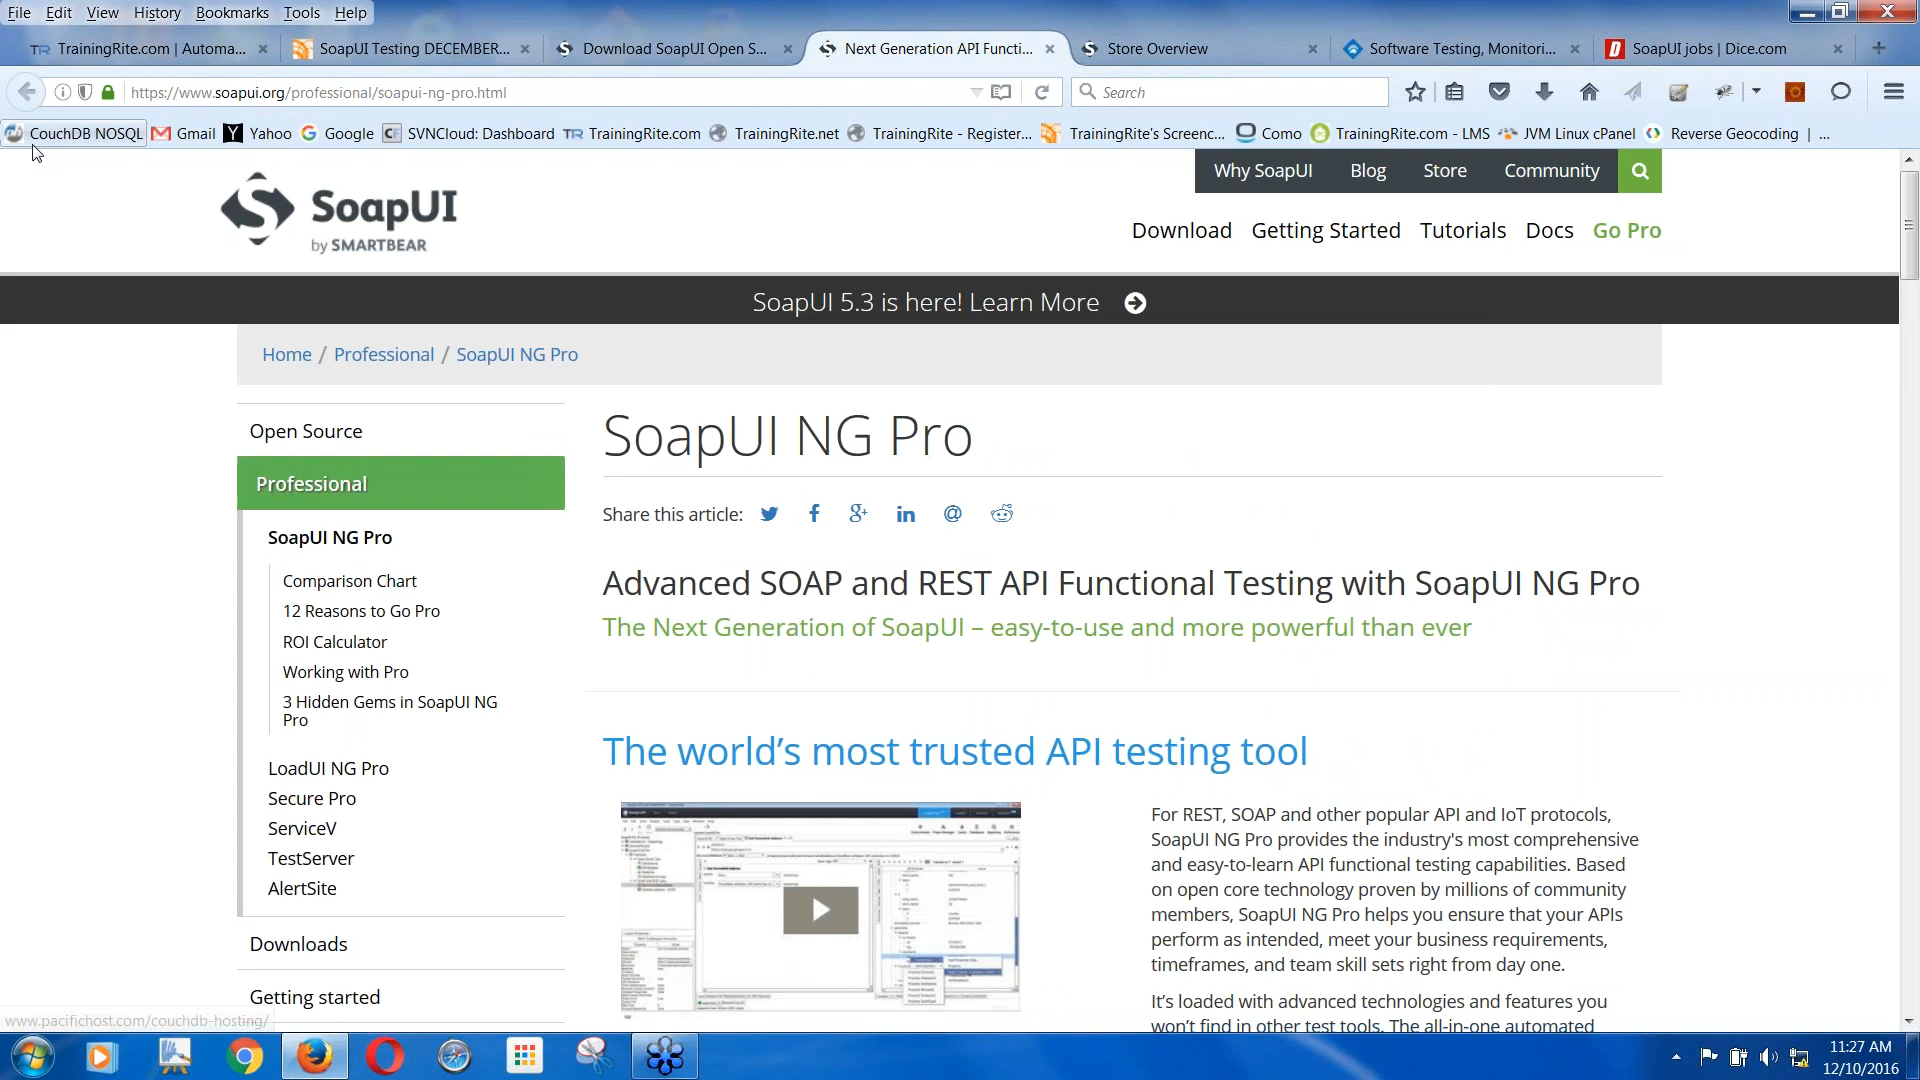 File Edit View History Bookmarks Tools Help
TrainingRite.com | Automa...
SoapUI Testing DECEMBER...
Download SoapUI Open S...
Next Generation API Functi...
Store Overview
Software Testing, Monitori...
SoapUI jobs | Dice.com
https://www.soapui.org/professional/soapui-ng-pro.html
Search
CouchDB NOSQL
Gmail
Yahoo
Google
SVNCloud: Dashboard
TrainingRite.com
TrainingRite.net
TrainingRite - Register...
TrainingRite's Screenc...
Como
TrainingRite.com - LMS
JVM Linux cPanel
Reverse Geocoding | ...
Why SoapUI Blog Store Community
SoapUI
by SMARTBEAR
Download Getting Started Tutorials Docs Go Pro
SoapUI 5.3 is here! Learn More
Home / Professional / SoapUI NG Pro
Open Source
Professional
SoapUI NG Pro
Comparison Chart
12 Reasons to Go Pro
ROI Calculator
Working with Pro
3 Hidden Gems in SoapUI NG
Pro
LoadUI NG Pro
Secure Pro
ServiceV
TestServer
AlertSite
Downloads
Getting started
SoapUI NG Pro
Share this article:
Advanced SOAP and REST API Functional Testing with SoapUI NG Pro
The Next Generation of SoapUI – easy-to-use and more powerful than ever
The world's most trusted API testing tool
For REST, SOAP and other popular API and IoT protocols,
SoapUI NG Pro provides the industry's most comprehensive
and easy-to-learn API functional testing capabilities. Based
on open core technology proven by millions of community
members, SoapUI NG Pro helps you ensure that your APIs
perform as intended, meet your business requirements,
timeframes, and team skill sets right from day one.
It's loaded with advanced technologies and features you
won't find in other test tools. The all-in-one automated
www.pacifichost.com/couchdb-hosting/
11:27 AM
12/10/2016